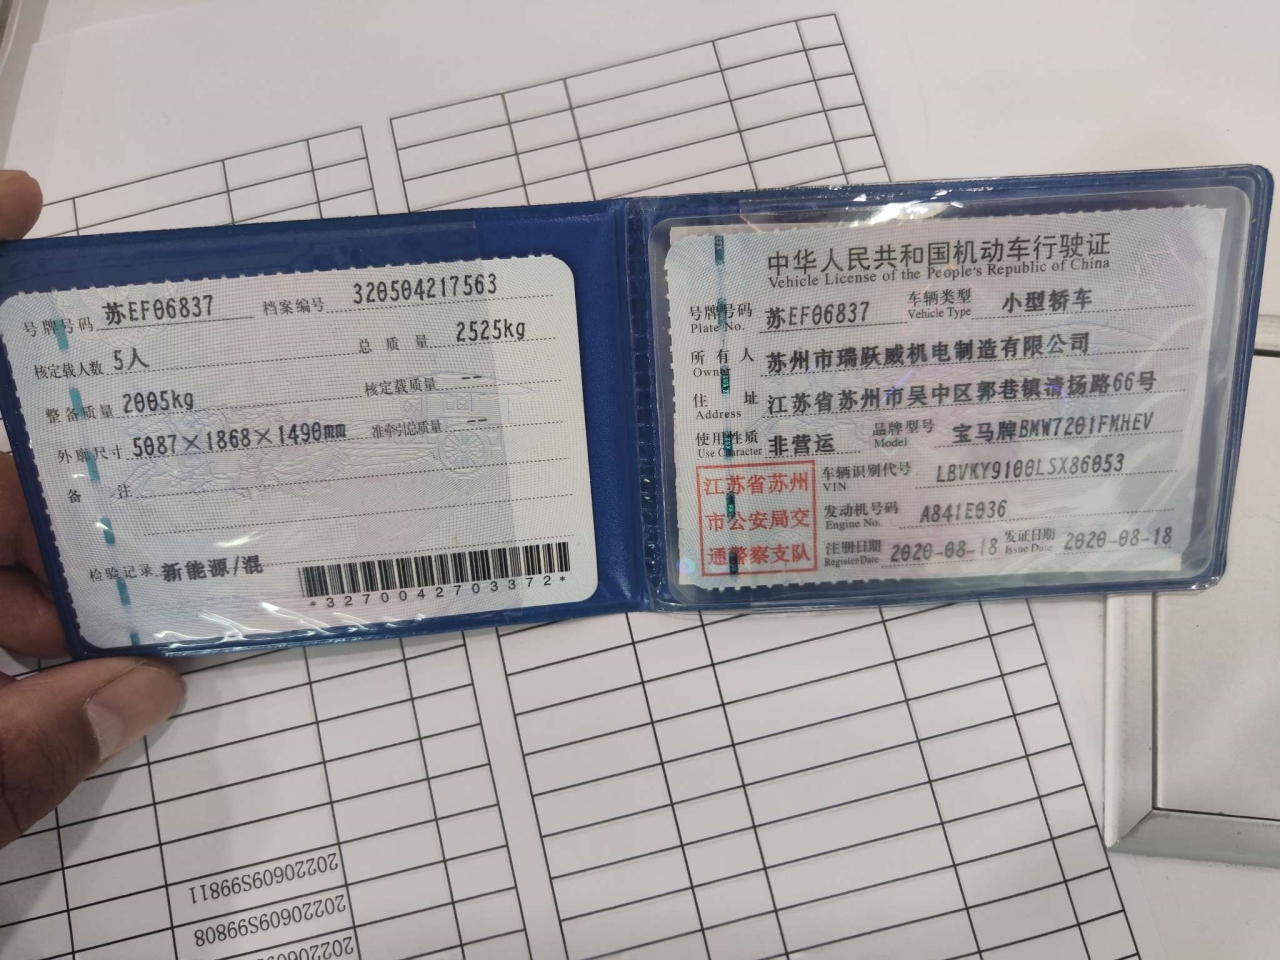 号牌号码 苏EF06837 档案编号 320504217563
核定载人数 5人 总质量 2525kg
整备质量 2005kg 核定载质量 --
外廓尺寸 5087×1868×1490mm 准牵引总质量 --
备注
检验记录 新能源/混
*3270042703372*
中华人民共和国机动车行驶证
Vehicle License of the People's Republic of China
号牌号码 苏EF06837 车辆类型 小型轿车
Plate No. Vehicle Type
所有人 苏州市瑞跃威机电制造有限公司
Owner
住址 江苏省苏州市吴中区郭巷镇清扬路66号
Address
使用性质 非营运 品牌型号 宝马牌BMW7201FMHEV
Use Character Model
江苏省苏州
市公安局交
通警察支队
车辆识别代号 LBVKY9100LSX86053
VIN
发动机号码 A841E036
Engine No.
注册日期 2020-08-18 发证日期 2020-08-18
Register Date Issue Date
20220609S99811
20220609S99808